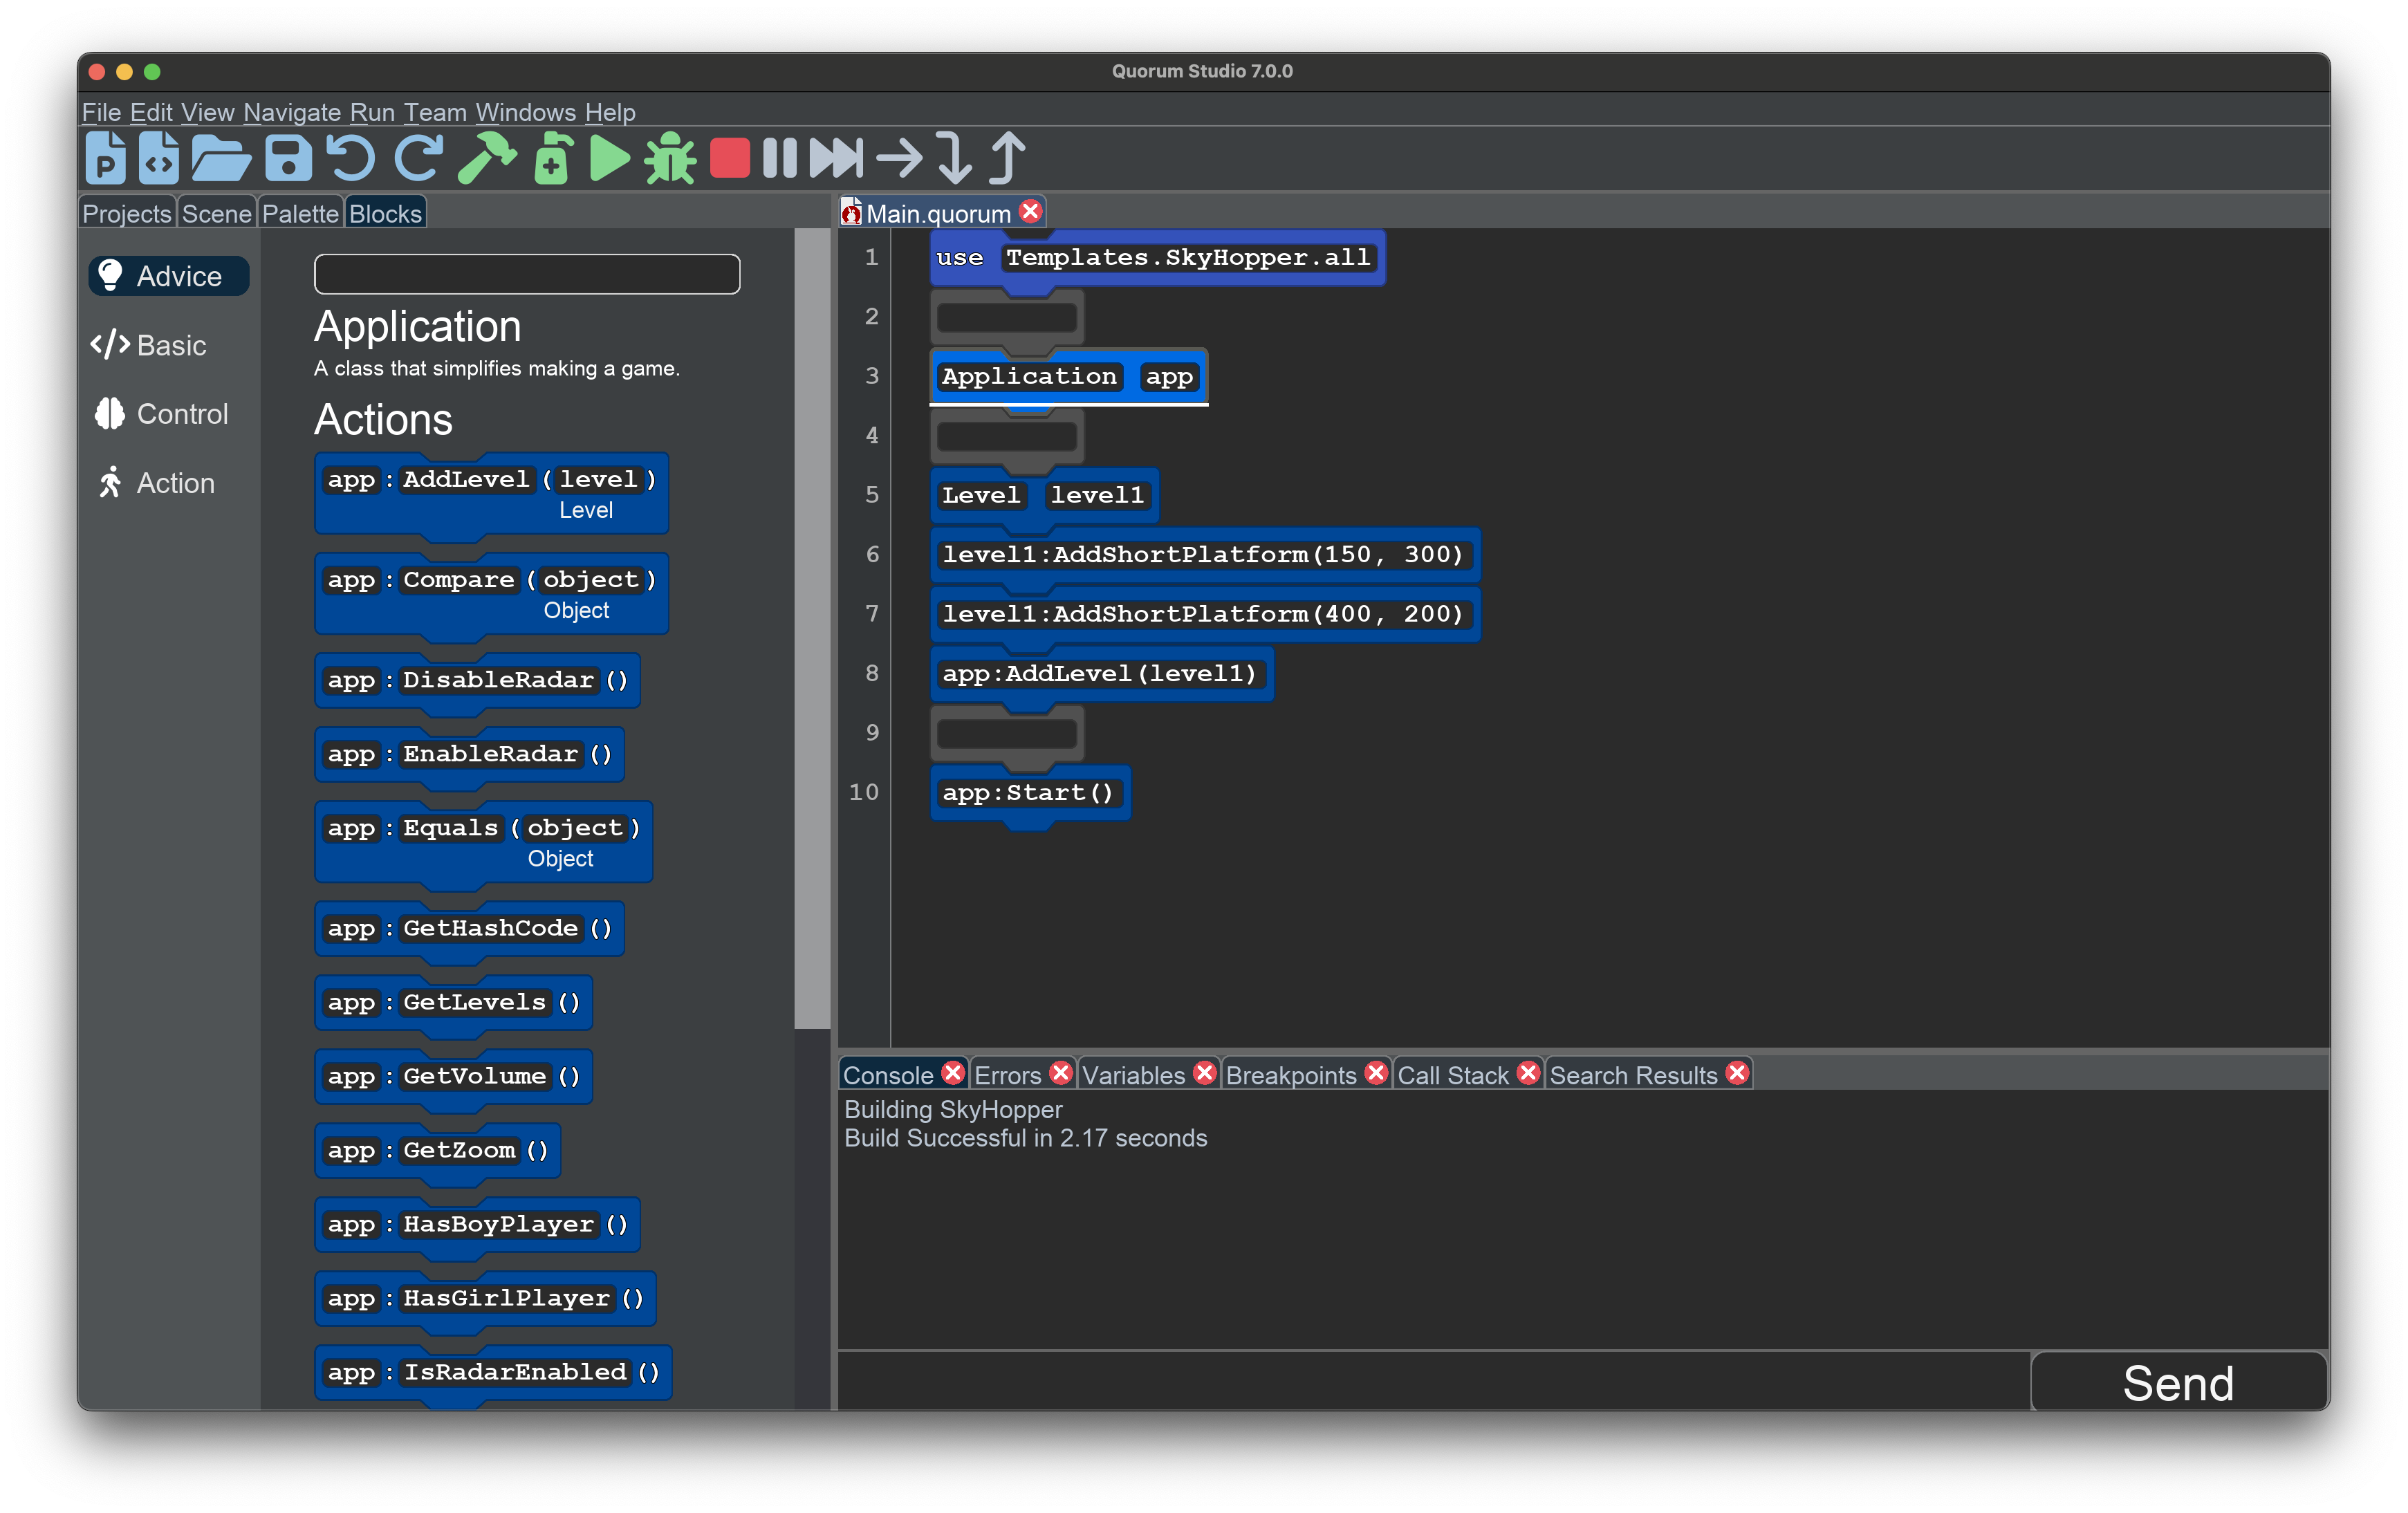 Quorum Studio 7.0.0
File Edit View Navigate Run Team Windows Help
P
Projects Scene Palette Blocks
Advice
Basic
Control
Action
Application
A class that simplifies making a game.
Actions
app:AddLevel(level)
Level
app:Compare(object)
Object
app:DisableRadar()
app:EnableRadar()
app:Equals(object)
Object
app:GetHashCode()
app:GetLevels()
app:GetVolume()
app:GetZoom()
app:HasBoyPlayer()
app:HasGirlPlayer()
app:IsRadarEnabled()
Main.quorum
1 use Templates.SkyHopper.all
2
3 Application app
4
5 Level level1
6 level1:AddShortPlatform(150, 300)
7 level1:AddShortPlatform(400, 200)
8 app:AddLevel(level1)
9
10 app:Start()
Console Errors Variables Breakpoints Call Stack Search Results
Building SkyHopper
Build Successful in 2.17 seconds
Send